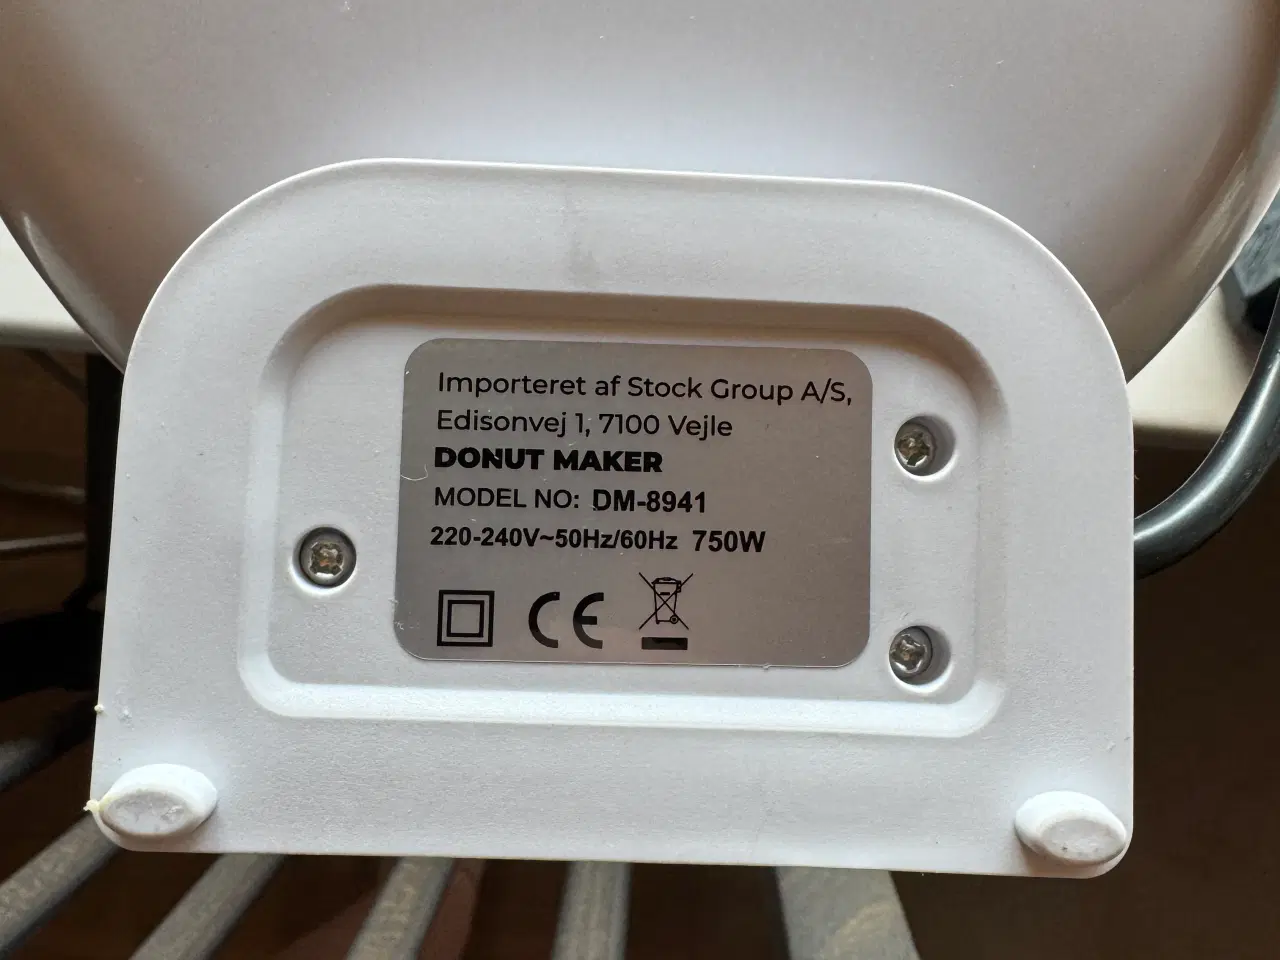 Importeret af Stock Group A/S,
Edisonvej 1, 7100 Vejle
DONUT MAKER
MODEL NO: DM-8941
220-240V~50Hz/60Hz 750W
CE